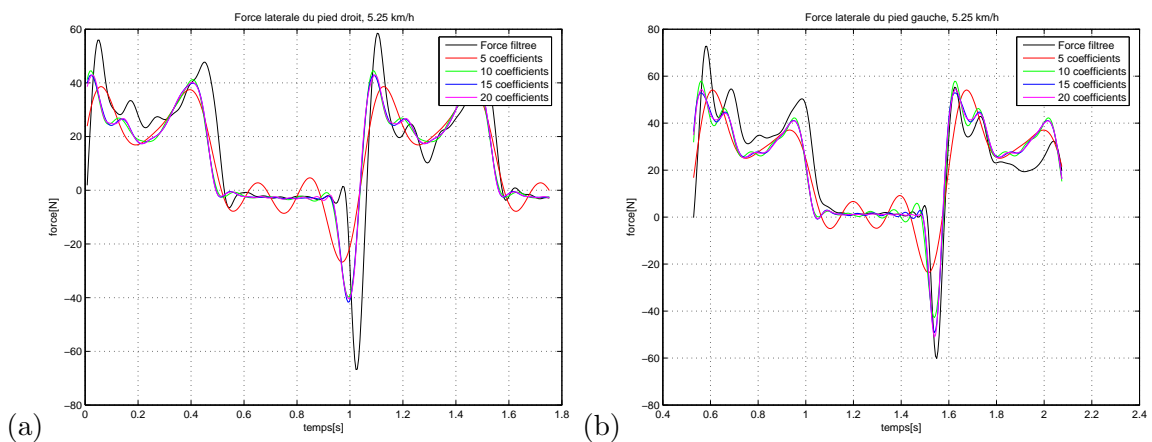 Force laterale du pied droit, 5.25 km/h
60
40
20
0
−20
−40
−60
−80
force[N]
0
0.2
0.4
0.6
0.8
1
1.2
1.4
1.6
1.8
temps[s]
Force filtree
5 coefficients
10 coefficients
15 coefficients
20 coefficients
(a)
Force laterale du pied gauche, 5.25 km/h
80
60
40
20
0
−20
−40
−60
−80
force[N]
0.4
0.6
0.8
1
1.2
1.4
1.6
1.8
2
2.2
2.4
temps[s]
Force filtree
5 coefficients
10 coefficients
15 coefficients
20 coefficients
(b)